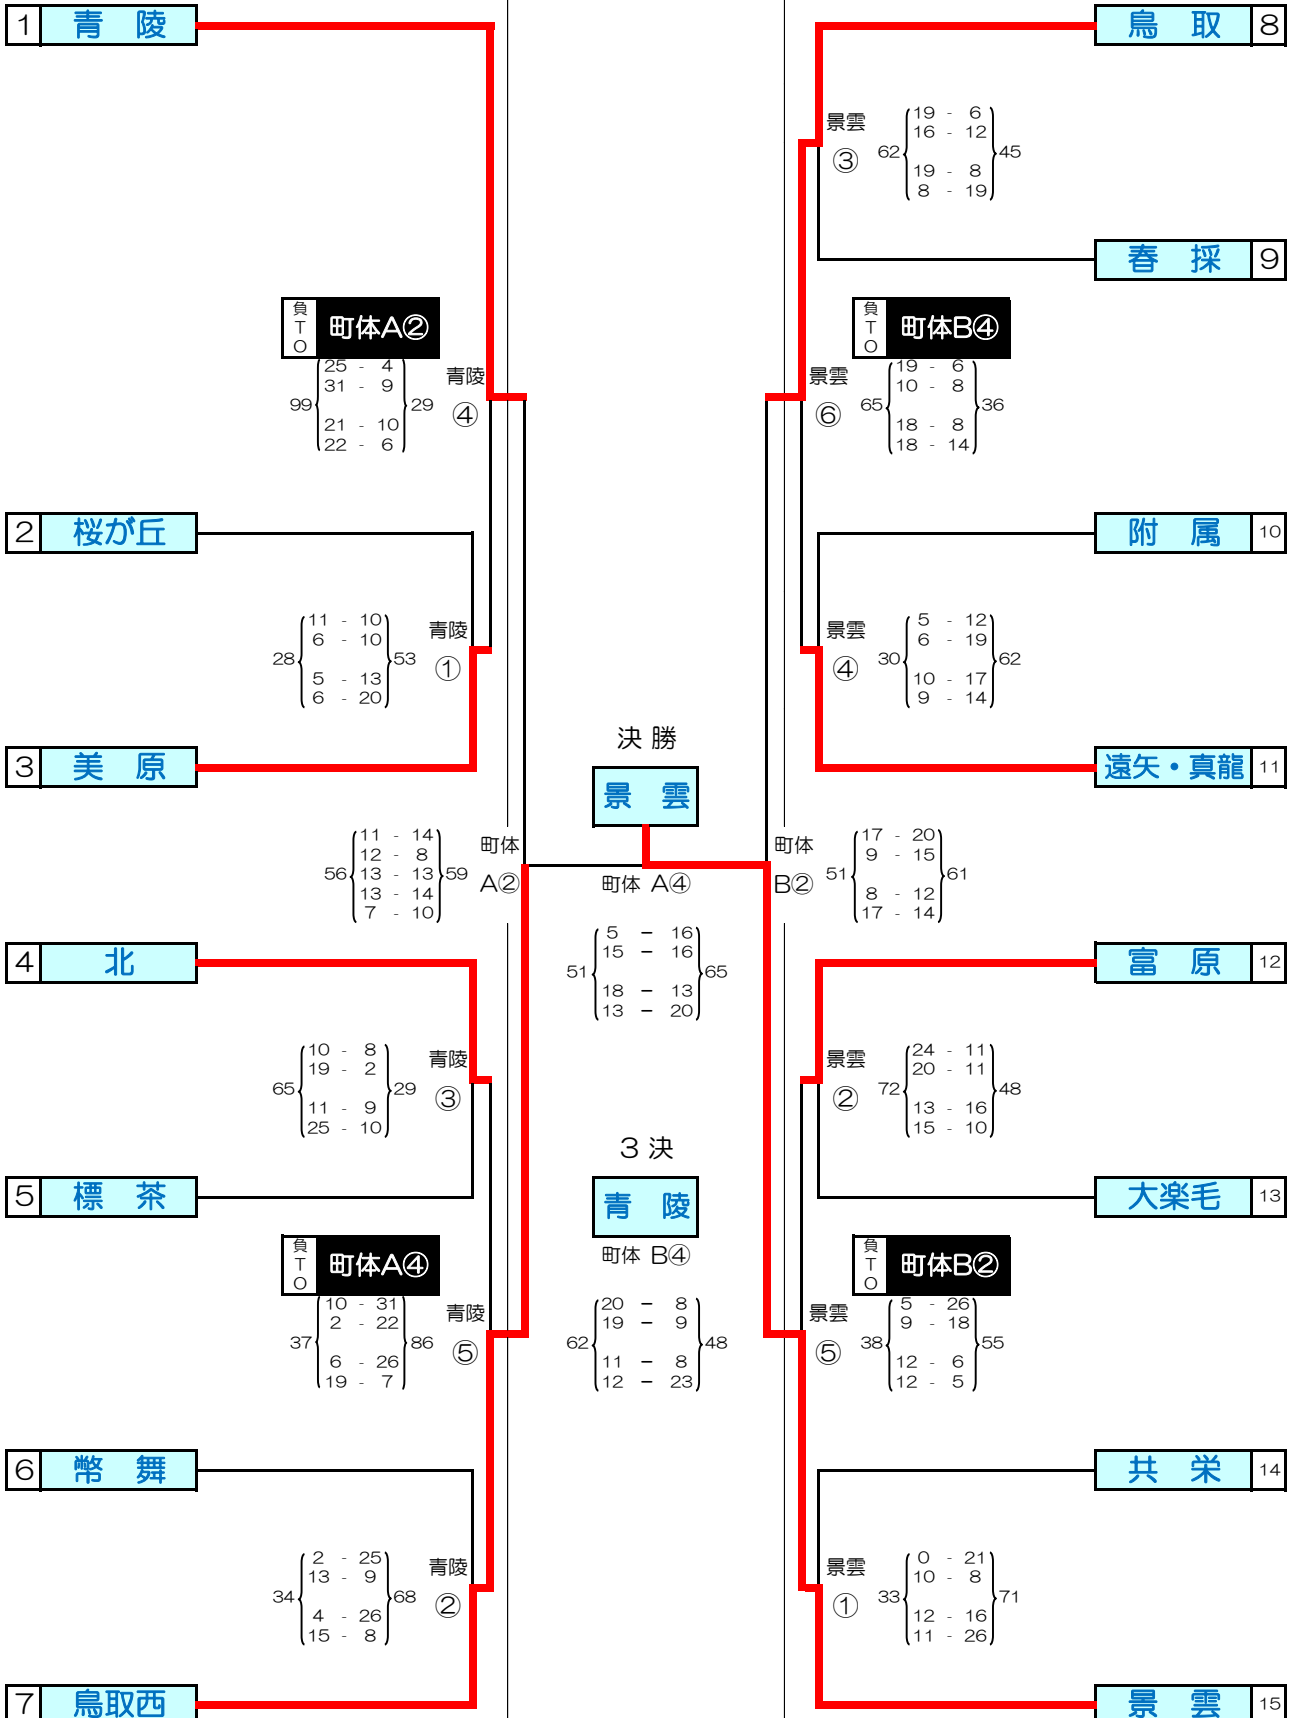 1 青 陵
鳥 取 8
景雲
③
62 45
19 - 6
16 - 12
19 - 8
8 - 19
春 採 9
負TO 町体A②
青陵
④
99 29
25 - 4
31 - 9
21 - 10
22 - 6
負TO 町体B④
景雲
⑥
65 36
19 - 6
10 - 8
18 - 8
18 - 14
2 桜が丘
附 属 10
青陵
①
28 53
11 - 10
6 - 10
5 - 13
6 - 20
景雲
④
30 62
5 - 12
6 - 19
10 - 17
9 - 14
3 美 原
決 勝
景 雲
遠矢・真龍 11
町体
A②
56 59
11 - 14
12 - 8
13 - 13
13 - 14
7 - 10
町体 A④
51 65
5 - 16
15 - 16
18 - 13
13 - 20
町体
B②
51 61
17 - 20
9 - 15
8 - 12
17 - 14
4 北
富 原 12
青陵
③
65 29
10 - 8
19 - 2
11 - 9
25 - 10
景雲
②
72 48
24 - 11
20 - 11
13 - 16
15 - 10
5 標 茶
3 決
青 陵
町体 B④
62 48
20 - 8
19 - 9
11 - 8
12 - 23
大楽毛 13
負TO 町体A④
青陵
⑤
37 86
10 - 31
2 - 22
6 - 26
19 - 7
負TO 町体B②
景雲
⑤
38 55
5 - 26
9 - 18
12 - 6
12 - 5
6 幣 舞
共 栄 14
青陵
②
34 68
2 - 25
13 - 9
4 - 26
15 - 8
景雲
①
33 71
0 - 21
10 - 8
12 - 16
11 - 26
7 鳥取西
景 雲 15